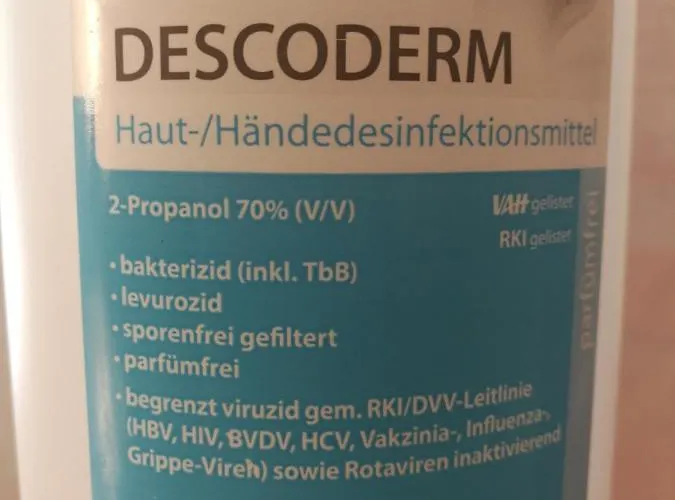 DESCODERM
Haut-/Händedesinfektionsmittel
2-Propanol 70% (V/V)
VAH gelistet
RKI gelistet
parfümfrei
• bakterizid (inkl. TbB)
• levurozid
• sporenfrei gefiltert
• parfümfrei
• begrenzt viruzid gem. RKI/DVV-Leitlinie
(HBV, HIV, BVDV, HCV, Vakzinia-, Influenza-,
Grippe-Viren) sowie Rotaviren inaktivierend